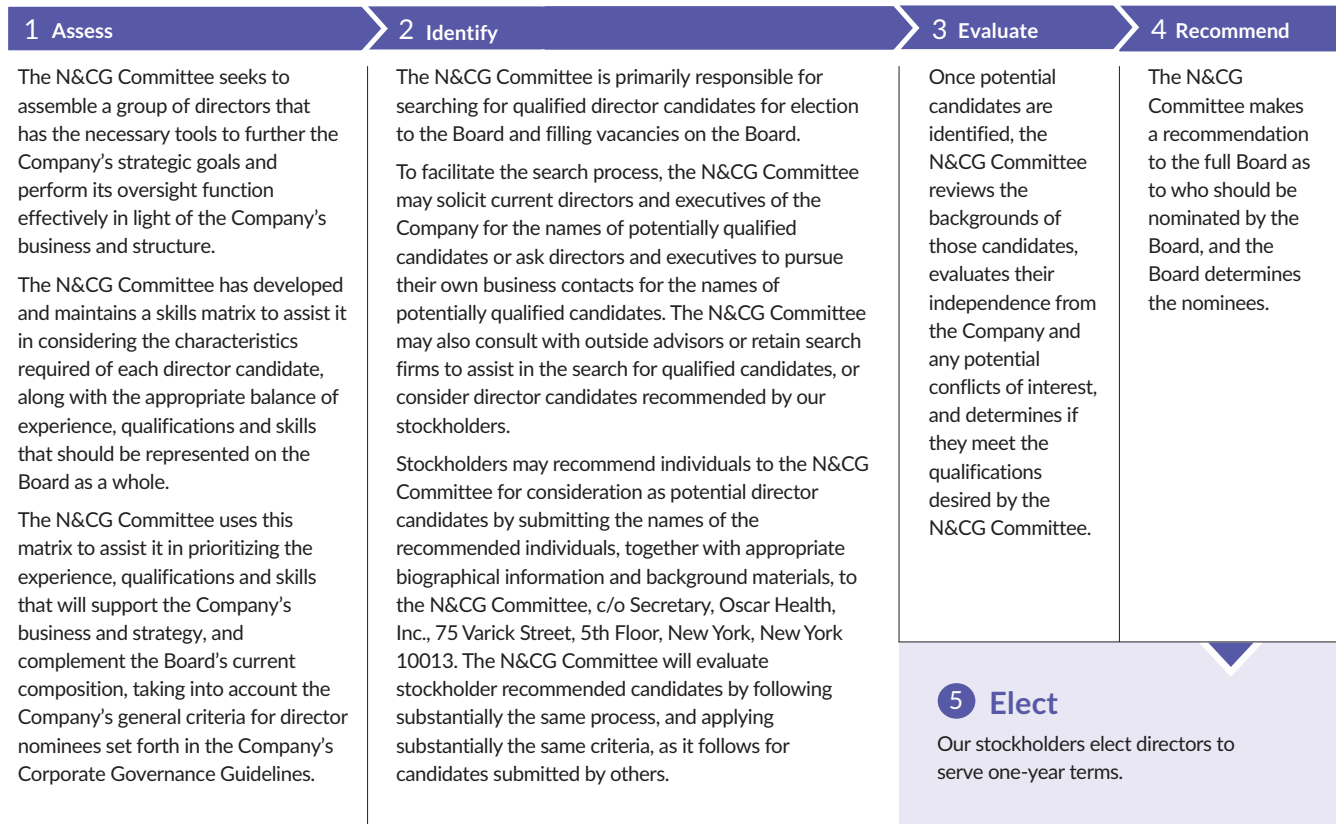 1 Assess
The N&CG Committee seeks to
assemble a group of directors that
has the necessary tools to further the
Company’s strategic goals and
perform its oversight function
effectively in light of the Company’s
business and structure.
The N&CG Committee has developed
and maintains a skills matrix to assist it
in considering the characteristics
required of each director candidate,
along with the appropriate balance of
experience, qualifications and skills
that should be represented on the
Board as a whole.
The N&CG Committee uses this
matrix to assist it in prioritizing the
experience, qualifications and skills
that will support the Company’s
business and strategy, and
complement the Board’s current
composition, taking into account the
Company’s general criteria for director
nominees set forth in the Company’s
Corporate Governance Guidelines.
2 Identify
The N&CG Committee is primarily responsible for
searching for qualified director candidates for election
to the Board and filling vacancies on the Board.
To facilitate the search process, the N&CG Committee
may solicit current directors and executives of the
Company for the names of potentially qualified
candidates or ask directors and executives to pursue
their own business contacts for the names of
potentially qualified candidates. The N&CG Committee
may also consult with outside advisors or retain search
firms to assist in the search for qualified candidates, or
consider director candidates recommended by our
stockholders.
Stockholders may recommend individuals to the N&CG
Committee for consideration as potential director
candidates by submitting the names of the
recommended individuals, together with appropriate
biographical information and background materials, to
the N&CG Committee, c/o Secretary, Oscar Health,
Inc., 75 Varick Street, 5th Floor, New York, New York
10013. The N&CG Committee will evaluate
stockholder recommended candidates by following
substantially the same process, and applying
substantially the same criteria, as it follows for
candidates submitted by others.
3 Evaluate
Once potential
candidates are
identified, the
N&CG Committee
reviews the
backgrounds of
those candidates,
evaluates their
independence from
the Company and
any potential
conflicts of interest,
and determines if
they meet the
qualifications
desired by the
N&CG Committee.
4 Recommend
The N&CG
Committee makes
a recommendation
to the full Board as
to who should be
nominated by the
Board, and the
Board determines
the nominees.
5 Elect
Our stockholders elect directors to
serve one-year terms.